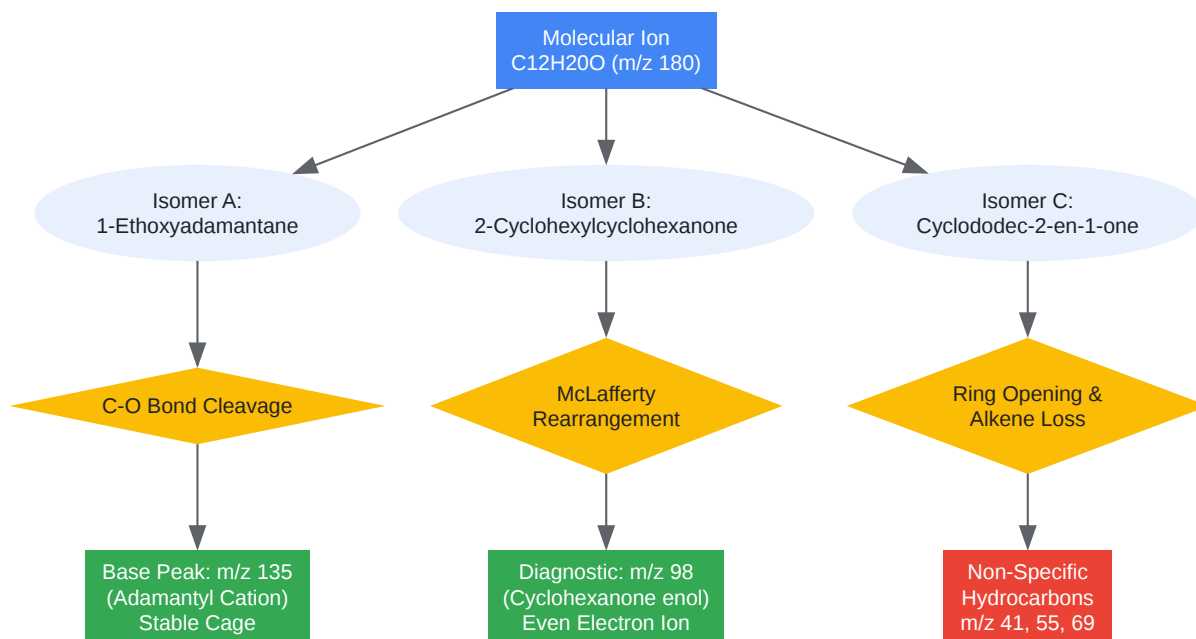 Molecular Ion
C12H20O (m/z 180)
Isomer A:
1-Ethoxyadamantane
Isomer B:
2-Cyclohexylcyclohexanone
Isomer C:
Cyclododec-2-en-1-one
C-O Bond Cleavage
McLafferty
Rearrangement
Ring Opening &
Alkene Loss
Base Peak: m/z 135
(Adamantyl Cation)
Stable Cage
Diagnostic: m/z 98
(Cyclohexanone enol)
Even Electron Ion
Non-Specific
Hydrocarbons
m/z 41, 55, 69